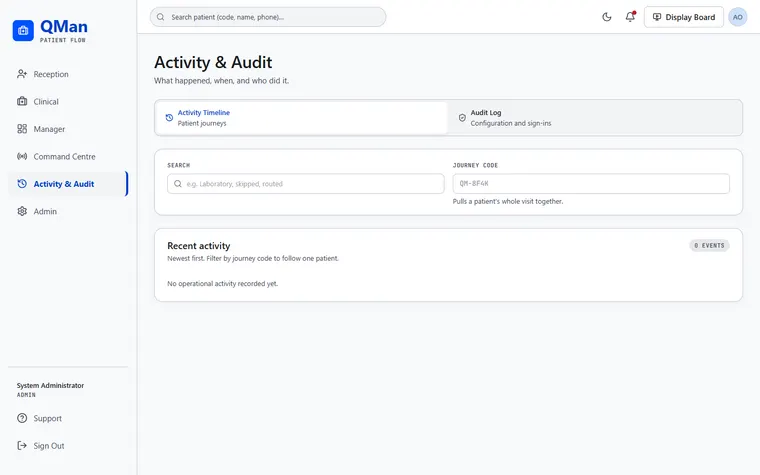 QMan
PATIENT FLOW
Reception
Clinical
Manager
Command Centre
Activity & Audit
Admin
System Administrator
ADMIN
Support
Sign Out
Search patient (code, name, phone)...
Display Board
AO
Activity & Audit
What happened, when, and who did it.
Activity Timeline
Patient journeys
Audit Log
Configuration and sign-ins
SEARCH
e.g. Laboratory, skipped, routed
JOURNEY CODE
QM-8F4K
Pulls a patient's whole visit together.
Recent activity
0 EVENTS
Newest first. Filter by journey code to follow one patient.
No operational activity recorded yet.